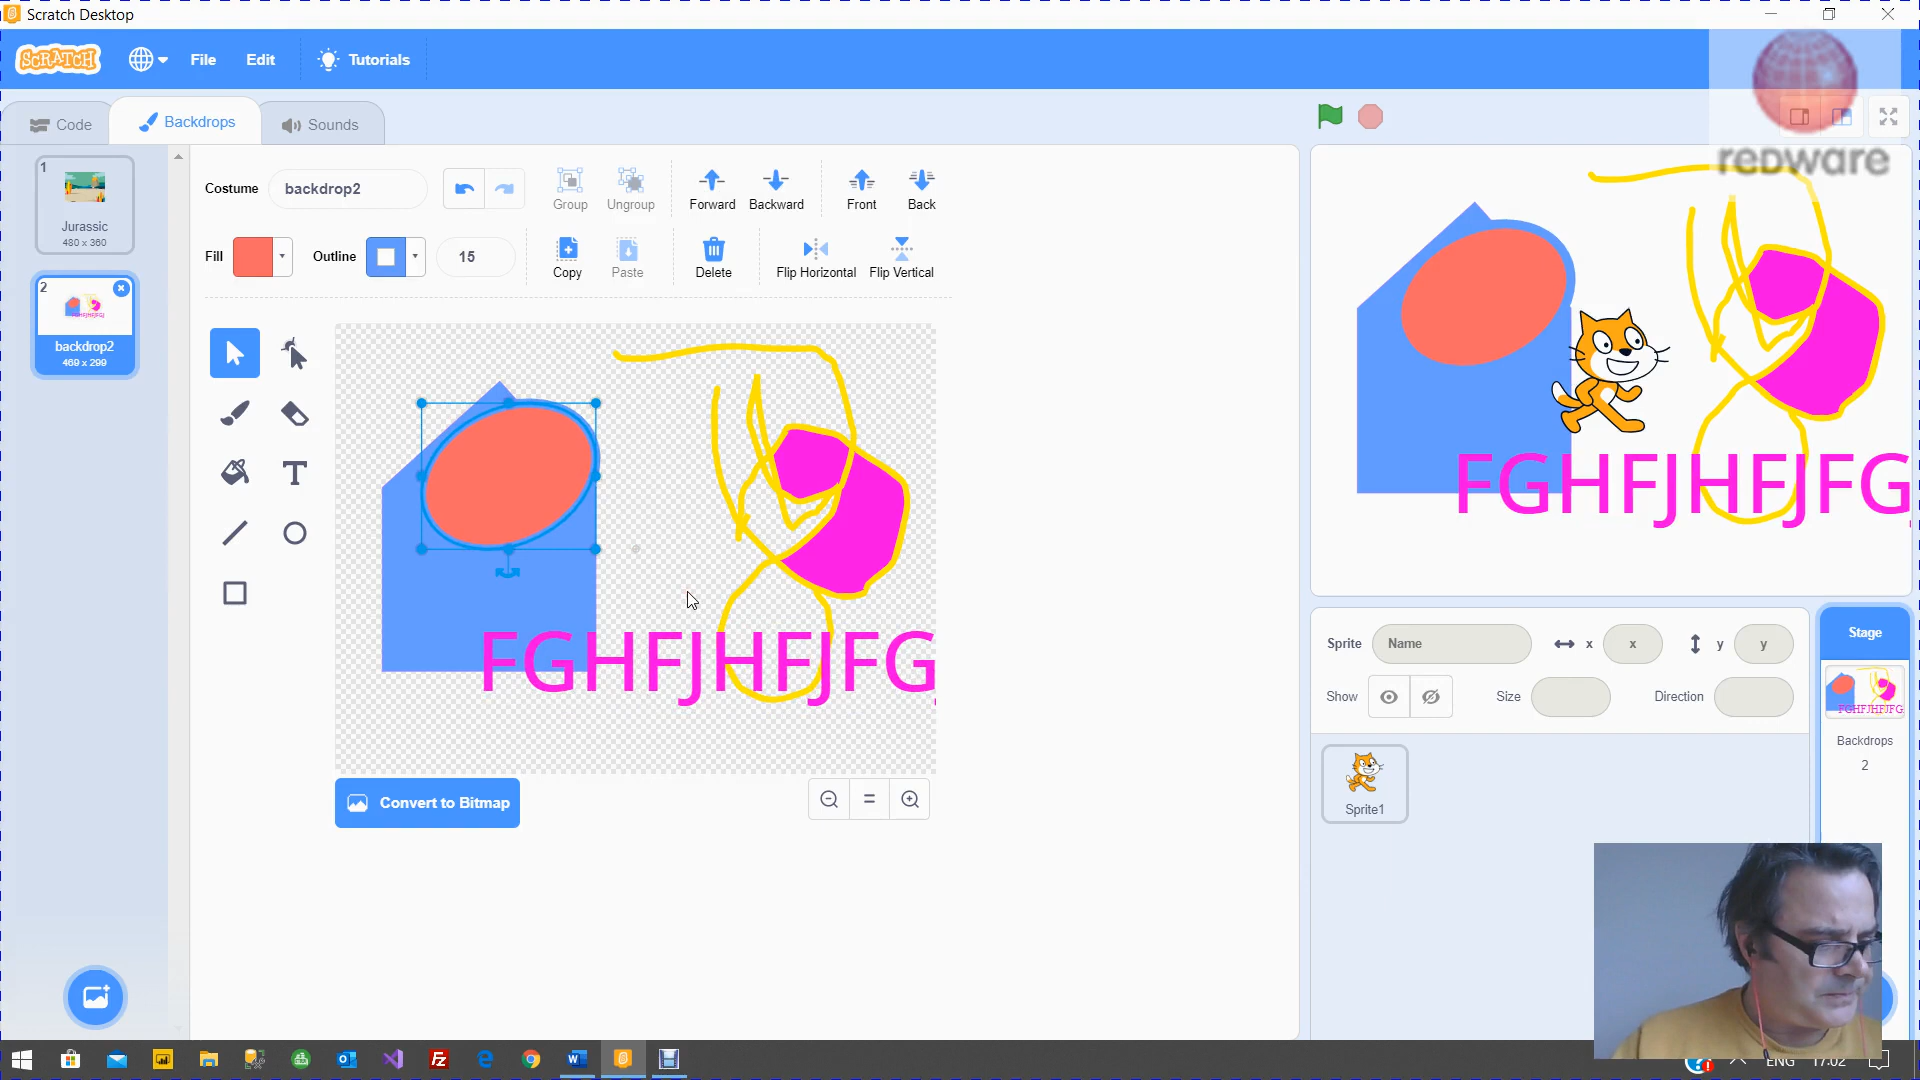 Scratch Desktop
SCRATCH
File
Edit
Tutorials
Code
Backdrops
Sounds
redware
1
Jurassic
480 x 360
2
backdrop2
469 x 299
Costume
backdrop2
Group
Ungroup
Forward
Backward
Front
Back
Fill
Outline
15
Copy
Paste
Delete
Flip Horizontal
Flip Vertical
T
FGHFJHFJFG
Convert to Bitmap
=
FGHFJHFJFG
Sprite
Name
x
x
y
y
Show
Size
Direction
Sprite1
Stage
FGHFJHFJFG
Backdrops
2
ENG
17:02